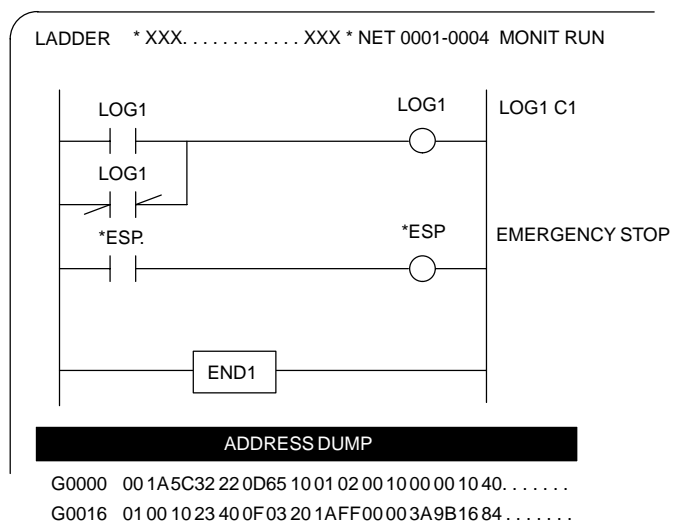 LADDER * XXX............XXX * NET 0001-0004 MONIT RUN
LOG1 LOG1 LOG1 C1
LOG1
*ESP. *ESP EMERGENCY STOP
END1
ADDRESS DUMP
G0000 00 1A 5C 32 22 0D 65 10 01 02 00 10 00 00 10 40.......
G0016 01 00 10 23 40 0F 03 20 1A FF 00 00 3A 9B 16 84.......